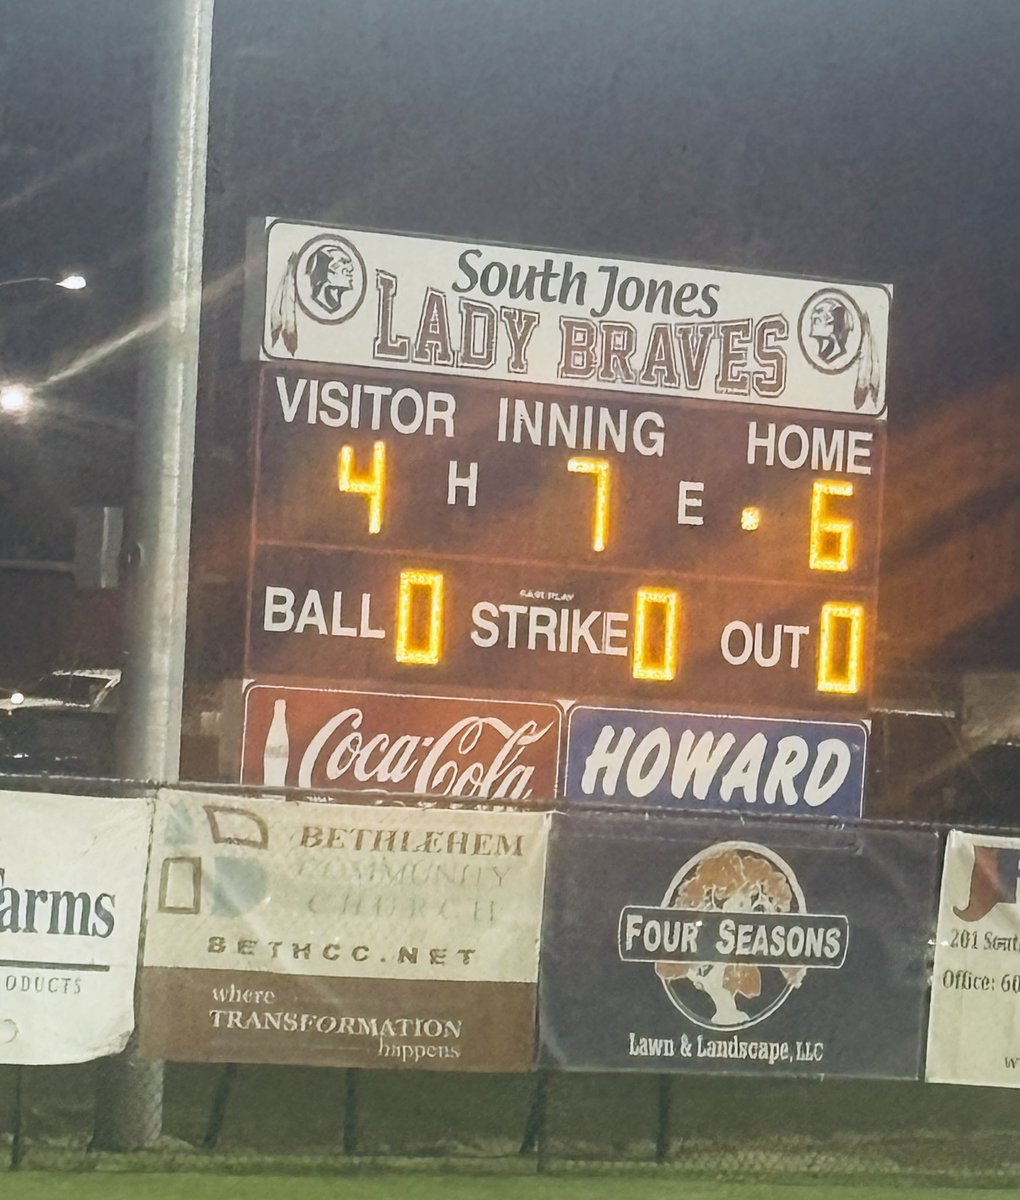 South Jones
LADY BRAVES
VISITOR INNING HOME
4 H 7 E 6
BALL 0 STRIKE 0 OUT 0
Coca-Cola
HOWARD
BETHLEHEM
COMMUNITY
CHURCH
BETHCC.NET
where
TRANSFORMATION
happens
FOUR SEASONS
Lawn & Landscape, LLC
arms
ODUCTS
201 Sout
Office: 60